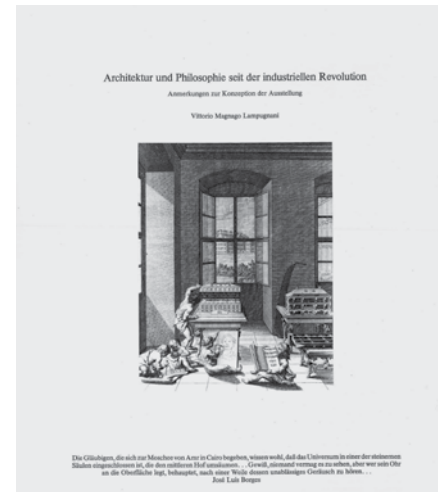 Architektur und Philosophie seit der industriellen Revolution
Anmerkungen zur Konzeption der Ausstellung
Vittorio Magnago Lampugnani
Die Gläubigen, die sich zur Moschee von Amr in Cairo begeben, wissen wohl, daß das Universum in einer der steinernen
Säulen eingeschlossen ist, die den mittleren Hof umsäumen. . . Gewiß, niemand vermag es zu sehen, aber wer sein Ohr
an die Oberfläche legt, behauptet, nach einer Weile dessen unablässiges Geräusch zu hören. . .
José Luis Borges